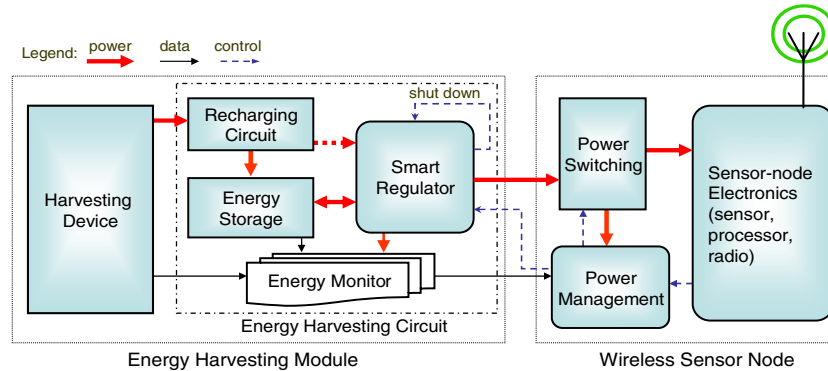 Legend: power data control
shut down
Recharging
Circuit
Harvesting
Device
Energy
Storage
Smart
Regulator
Energy Monitor
Energy Harvesting Circuit
Energy Harvesting Module
Power
Switching
Power
Management
Sensor-node
Electronics
(sensor,
processor,
radio)
Wireless Sensor Node